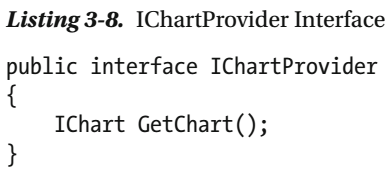 Listing 3-8. IChartProvider Interface
public interface IChartProvider
{
    IChart GetChart();
}